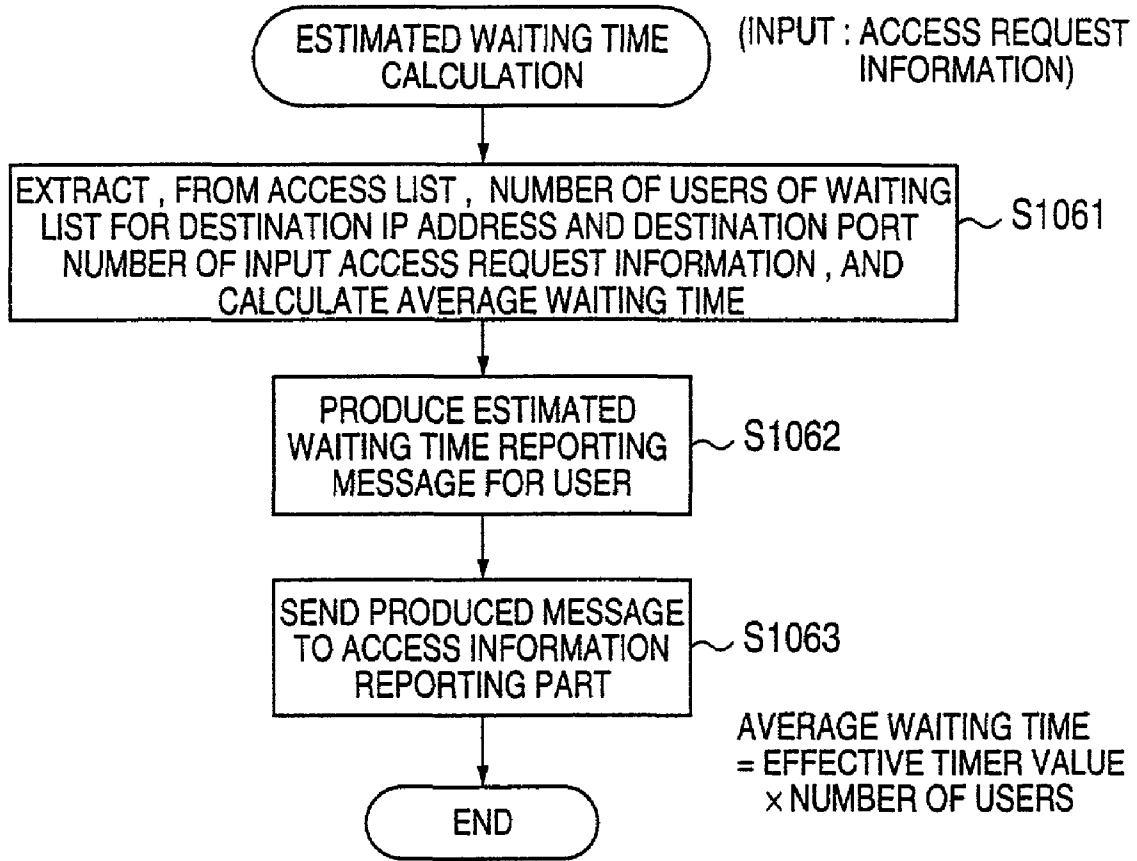 ESTIMATED WAITING TIME
CALCULATION
(INPUT : ACCESS REQUEST
INFORMATION)
EXTRACT , FROM ACCESS LIST , NUMBER OF USERS OF WAITING
LIST FOR DESTINATION IP ADDRESS AND DESTINATION PORT
NUMBER OF INPUT ACCESS REQUEST INFORMATION , AND
CALCULATE AVERAGE WAITING TIME
S1061
PRODUCE ESTIMATED
WAITING TIME REPORTING
MESSAGE FOR USER
S1062
SEND PRODUCED MESSAGE
TO ACCESS INFORMATION
REPORTING PART
S1063
AVERAGE WAITING TIME
= EFFECTIVE TIMER VALUE
× NUMBER OF USERS
END